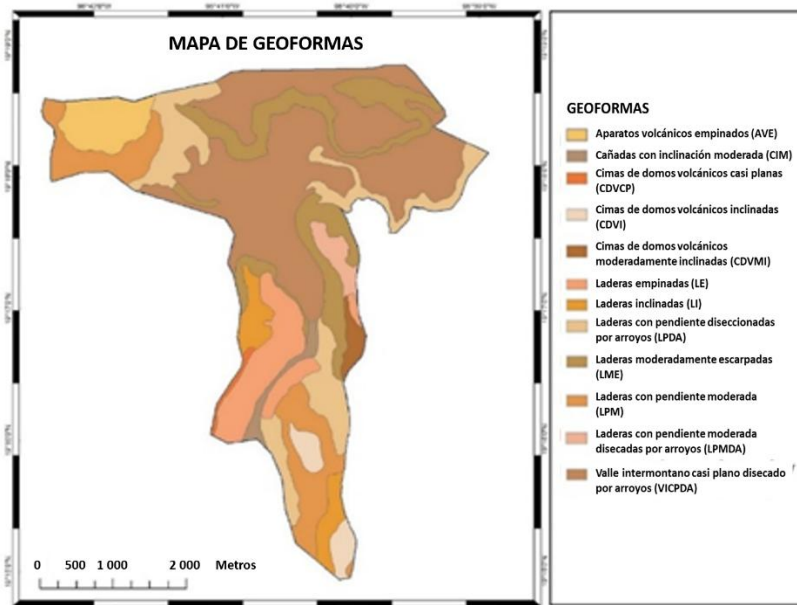 MAPA DE GEOFORMAS
0 500 1 000 2 000 Metros
GEOFORMAS
Aparatos volcánicos empinados (AVE)
Cañadas con inclinación moderada (CIM)
Cimas de domos volcánicos casi planas
(CDVCP)
Cimas de domos volcánicos inclinadas
(CDVI)
Cimas de domos volcánicos
moderadamente inclinadas (CDVMI)
Laderas empinadas (LE)
Laderas inclinadas (LI)
Laderas con pendiente diseccionadas
por arroyos (LPDA)
Laderas moderadamente escarpadas
(LME)
Laderas con pendiente moderada
(LPM)
Laderas con pendiente moderada
disecadas por arroyos (LPMDA)
Valle intermontano casi plano disecado
por arroyos (VICPDA)